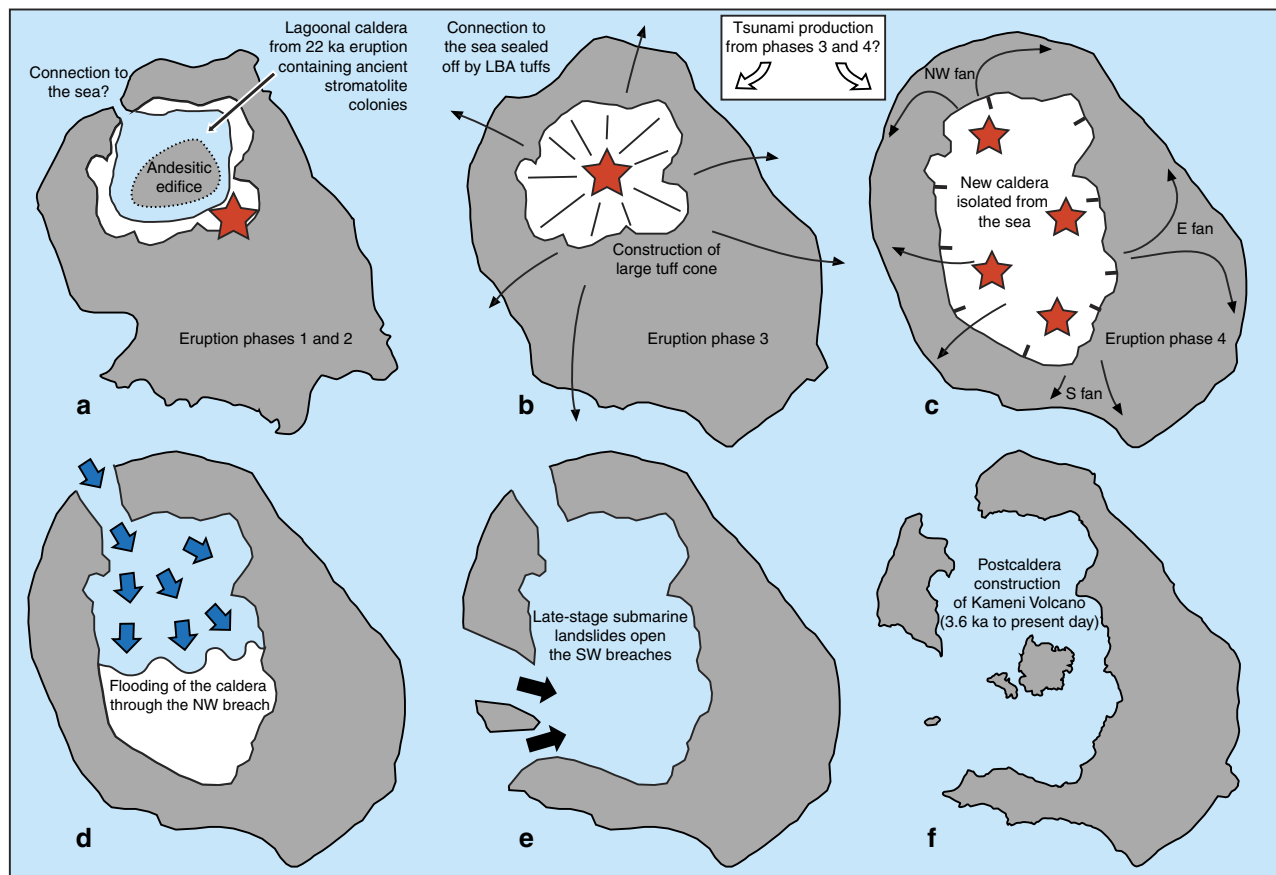 Lagoonal caldera
from 22 ka eruption
containing ancient
stromatolite
colonies
Connection to
the sea?
Andesitic
edifice
Eruption phases 1 and 2
a
Connection to
the sea sealed
off by LBA tuffs
Tsunami production
from phases 3 and 4?
Construction of
large tuff cone
Eruption phase 3
b
NW fan
New caldera
isolated from
the sea
E fan
Eruption phase 4
S fan
c
Flooding of the caldera
through the NW breach
d
Late-stage submarine
landslides open
the SW breaches
e
Postcaldera
construction
of Kameni Volcano
(3.6 ka to present day)
f